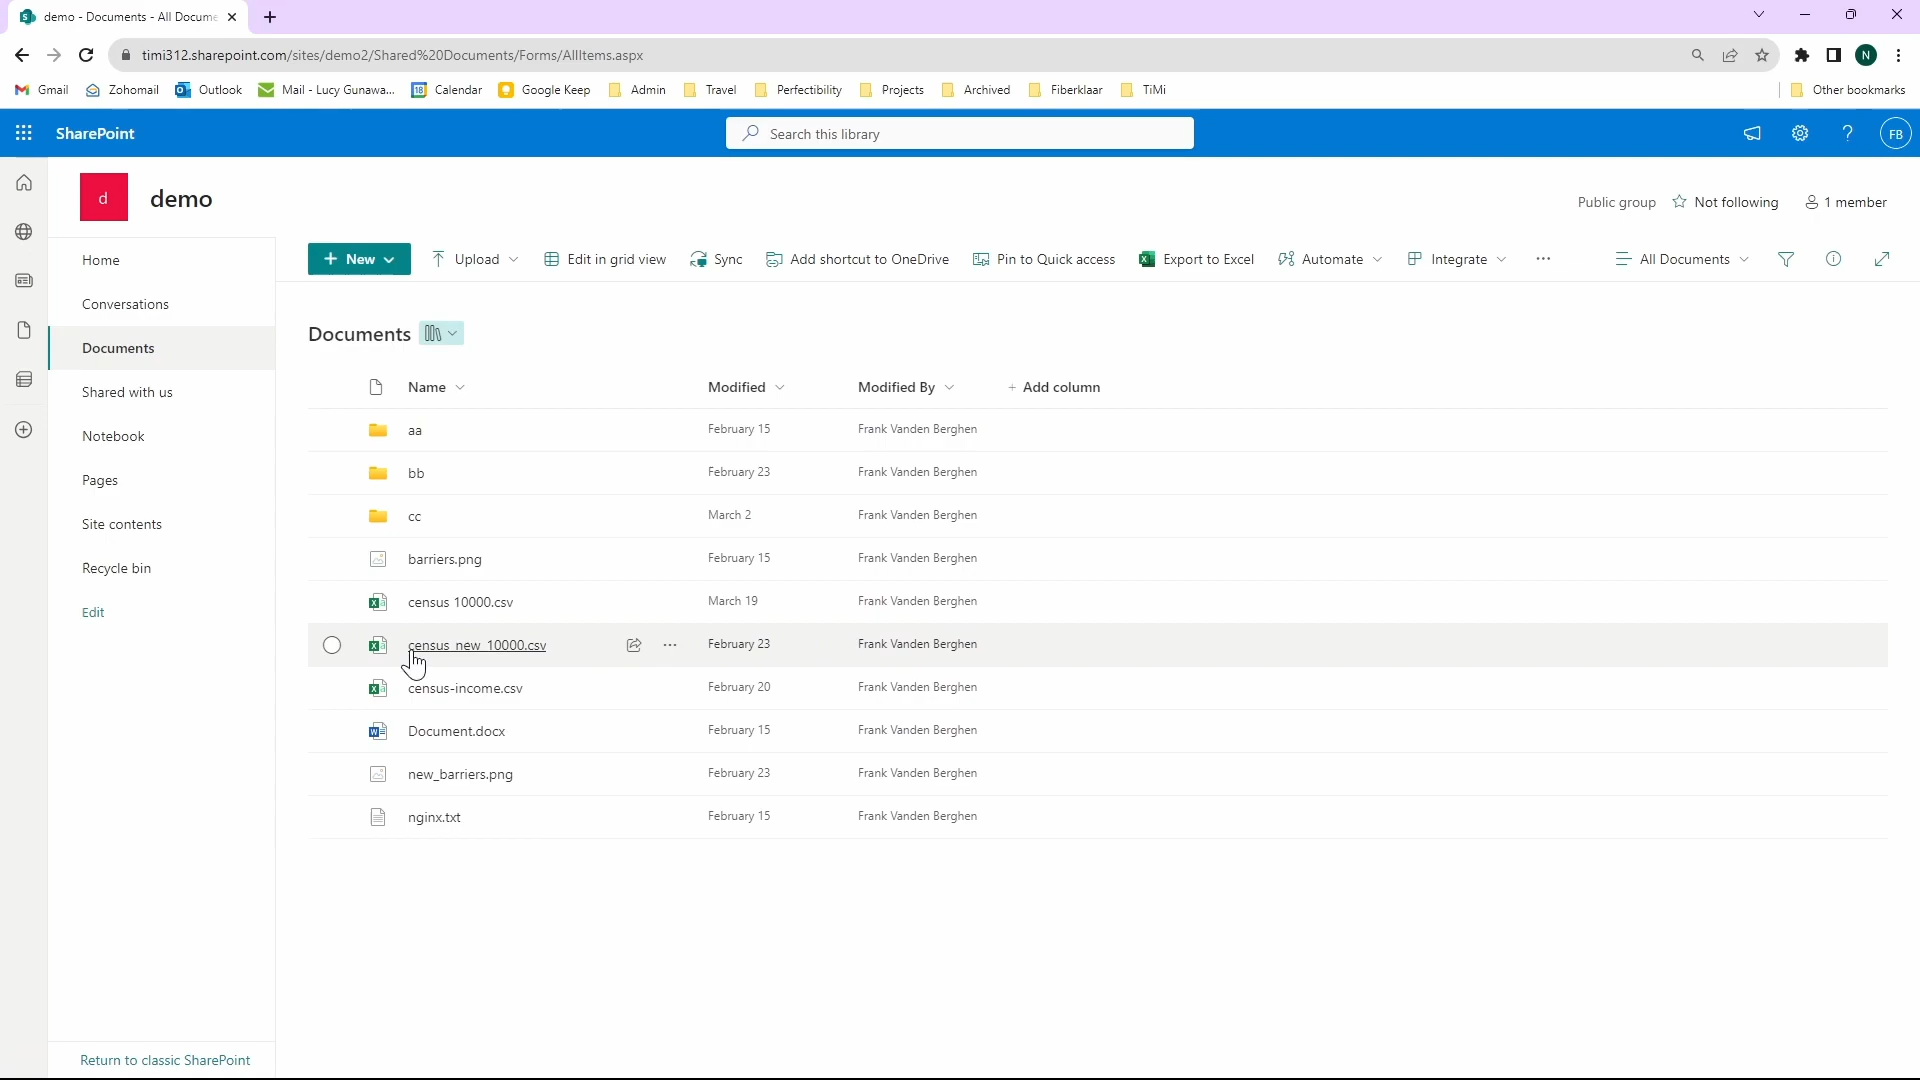 demo - Documents - All Docume
timi312.sharepoint.com/sites/demo2/Shared%20Documents/Forms/AllItems.aspx
N
Gmail Zohomail Outlook Mail - Lucy Gunawa... 18 Calendar Google Keep Admin Travel Perfectibility Projects Archived Fiberklaar TiMi Other bookmarks
SharePoint Search this library ? FB
d demo
Public group Not following 1 member
+ New Upload Edit in grid view Sync Add shortcut to OneDrive Pin to Quick access Export to Excel Automate Integrate ... All Documents
Home
Conversations
Documents
Shared with us
Notebook
Pages
Site contents
Recycle bin
Edit
Return to classic SharePoint
Documents
Name Modified Modified By + Add column
aa February 15 Frank Vanden Berghen
bb February 23 Frank Vanden Berghen
cc March 2 Frank Vanden Berghen
barriers.png February 15 Frank Vanden Berghen
census 10000.csv March 19 Frank Vanden Berghen
census new 10000.csv ... February 23 Frank Vanden Berghen
census-income.csv February 20 Frank Vanden Berghen
Document.docx February 15 Frank Vanden Berghen
new_barriers.png February 23 Frank Vanden Berghen
nginx.txt February 15 Frank Vanden Berghen